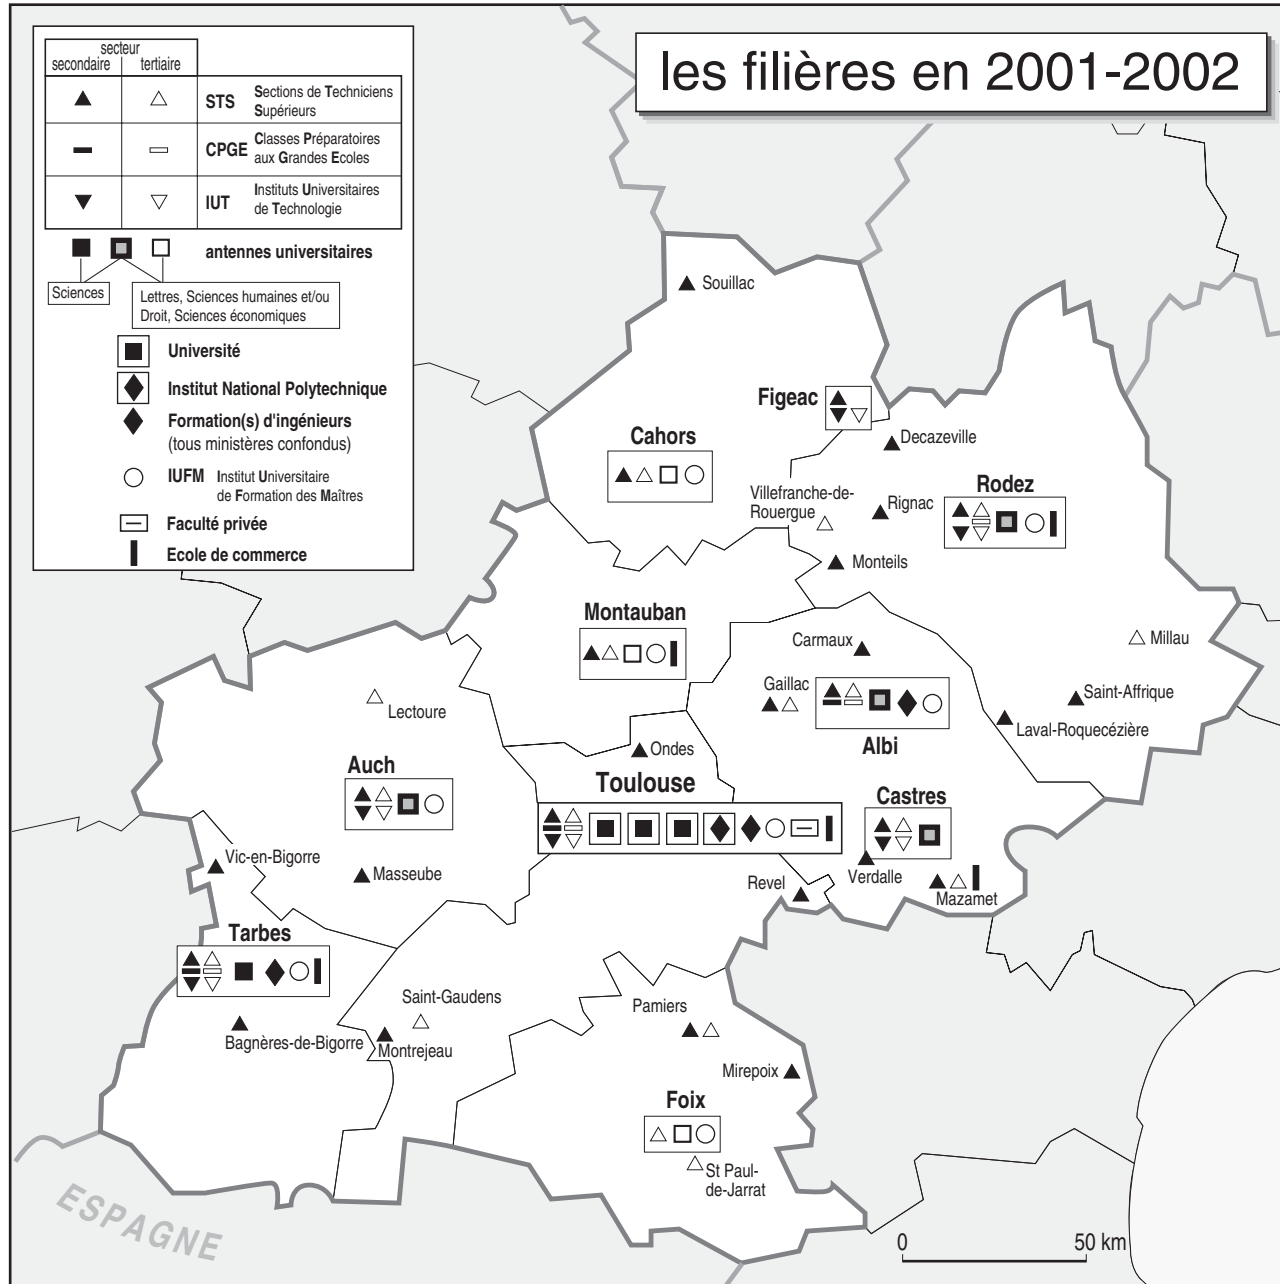 les filières en 2001-2002
secteur
secondaire
tertiaire
STS
Sections de Techniciens
Supérieurs
CPGE
Classes Préparatoires
aux Grandes Ecoles
IUT
Instituts Universitaires
de Technologie
antennes universitaires
Sciences
Lettres, Sciences humaines et/ou
Droit, Sciences économiques
Université
Institut National Polytechnique
Formation(s) d'ingénieurs
(tous ministères confondus)
IUFM
Institut Universitaire
de Formation des Maîtres
Faculté privée
Ecole de commerce
Souillac
Figeac
Cahors
Decazeville
Villefranche-de-
Rouergue
Rignac
Rodez
Monteils
Montauban
Carmaux
Millau
Gaillac
Saint-Affrique
Lectoure
Laval-Roquecézière
Albi
Ondes
Auch
Toulouse
Castres
Vic-en-Bigorre
Masseube
Verdalle
Revel
Mazamet
Tarbes
Saint-Gaudens
Pamiers
Bagnères-de-Bigorre
Montrejeau
Mirepoix
Foix
St Paul-
de-Jarrat
ESPAGNE
0
50 km